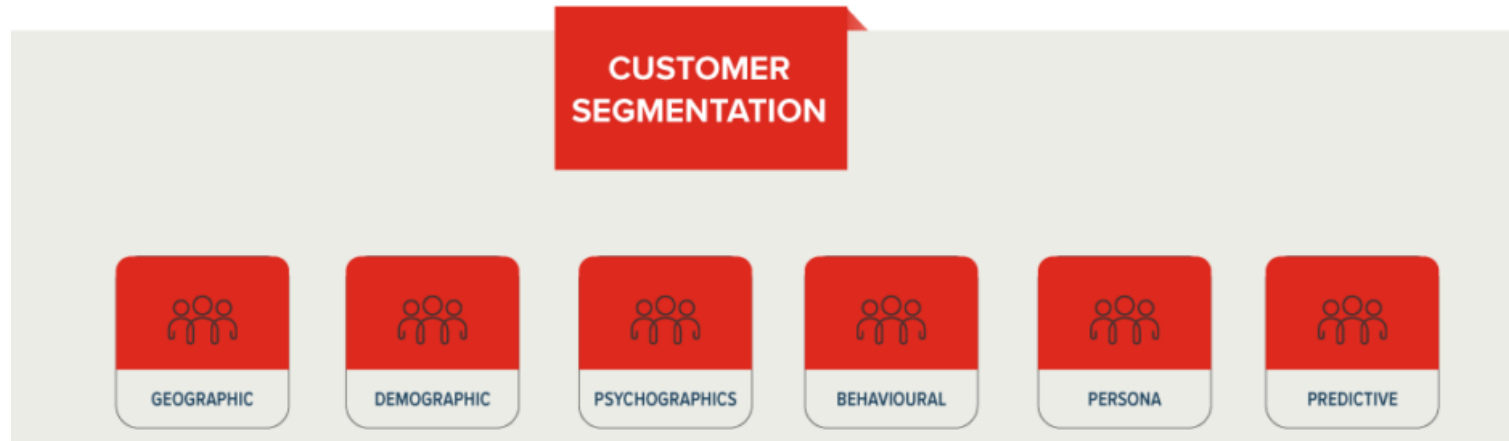 CUSTOMER
SEGMENTATION
GEOGRAPHIC
DEMOGRAPHIC
PSYCHOGRAPHICS
BEHAVIOURAL
PERSONA
PREDICTIVE